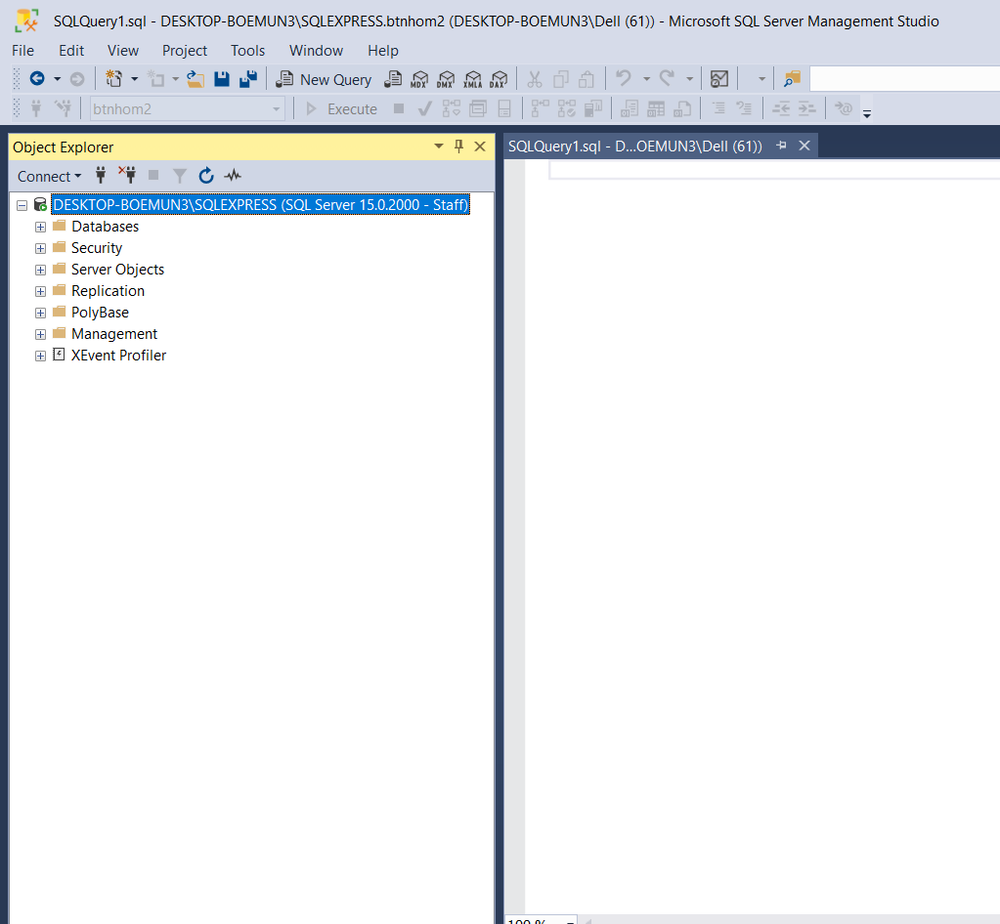 SQLQuery1.sql - DESKTOP-BOEMUN3\SQLEXPRESS.btnhom2 (DESKTOP-BOEMUN3\Dell (61)) - Microsoft SQL Server Management Studio
File Edit View Project Tools Window Help
New Query MDX DMX XMLA DAX
btnhom2 Execute
Object Explorer
SQLQuery1.sql - D...OEMUN3\Dell (61))
Connect
DESKTOP-BOEMUN3\SQLEXPRESS (SQL Server 15.0.2000 - Staff)
Databases
Security
Server Objects
Replication
PolyBase
Management
XEvent Profiler
100 %